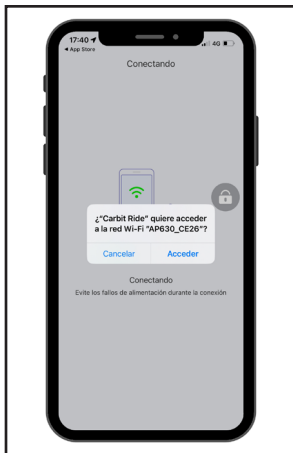 17:40
4G
◀ App Store
Conectando
¿“Carbit Ride” quiere acceder
a la red Wi-Fi “AP630_CE26”?
Cancelar
Acceder
Conectando
Evite los fallos de alimentación durante la conexión